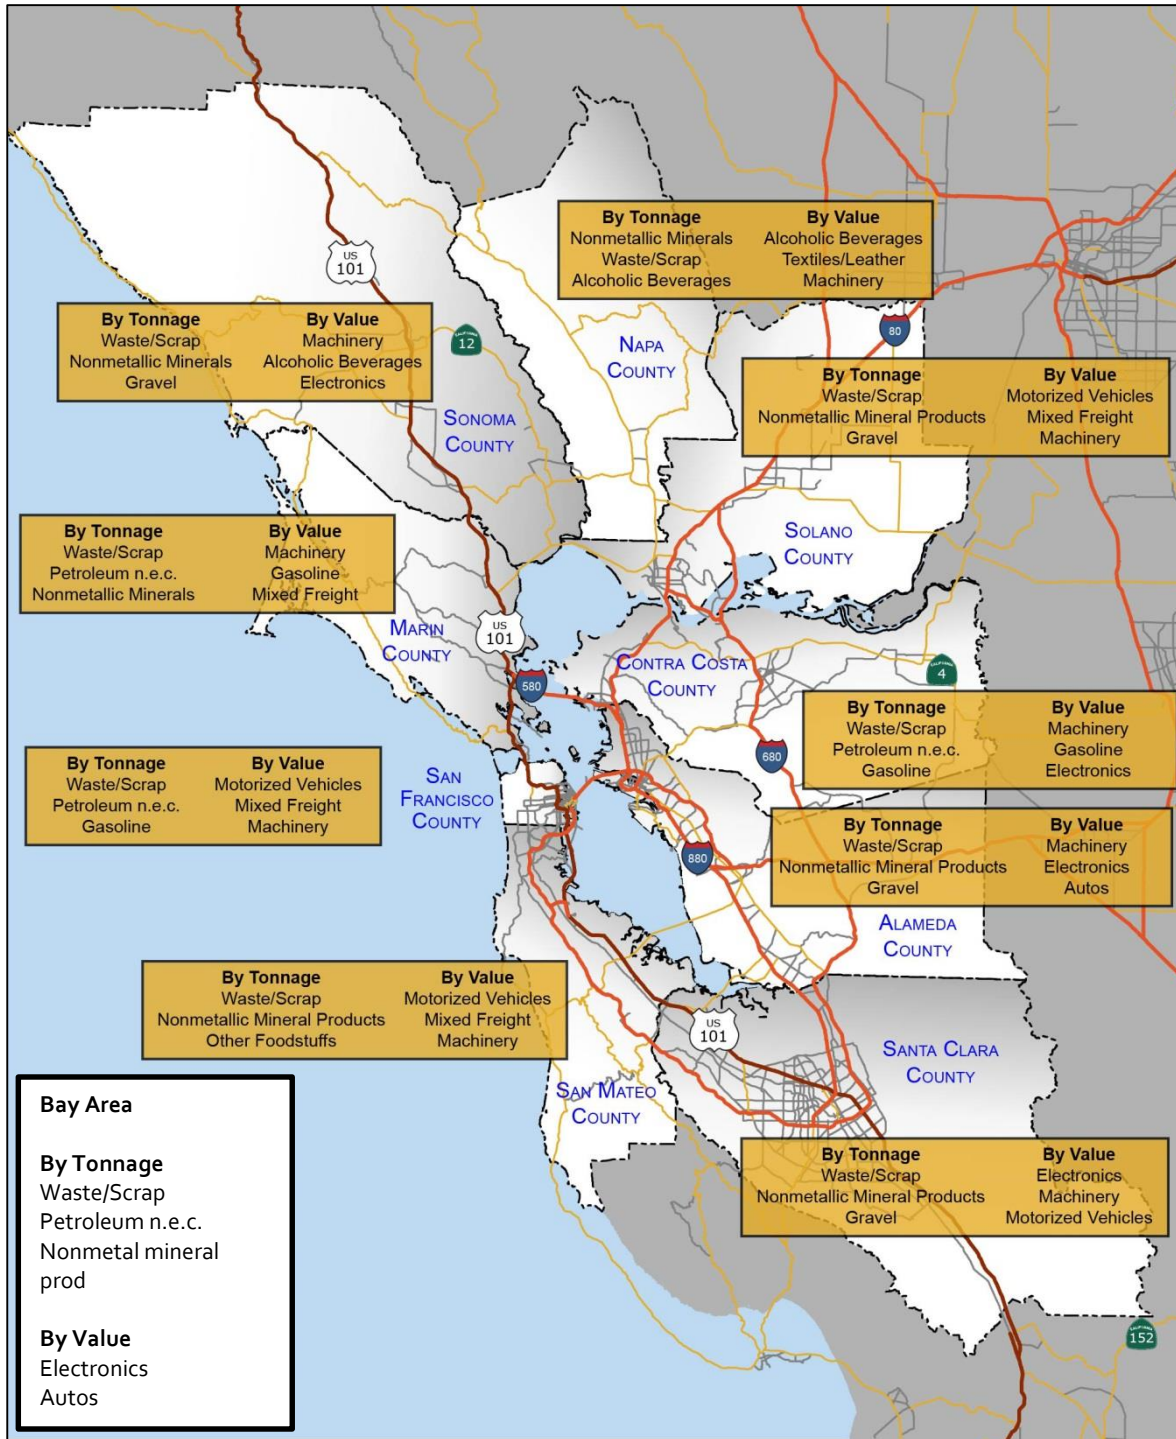 US
101
By Tonnage By Value
Nonmetallic Minerals Alcoholic Beverages
Waste/Scrap Textiles/Leather
Alcoholic Beverages Machinery
80
By Tonnage By Value
Waste/Scrap Machinery
Nonmetallic Minerals Alcoholic Beverages
Gravel Electronics
CALIFORNIA
12
NAPA
COUNTY
By Tonnage By Value
Waste/Scrap Motorized Vehicles
Nonmetallic Mineral Products Mixed Freight
Gravel Machinery
SONOMA
COUNTY
By Tonnage By Value
Waste/Scrap Machinery
Petroleum n.e.c. Gasoline
Nonmetallic Minerals Mixed Freight
SOLANO
COUNTY
MARIN
COUNTY
US
101
CONTRA COSTA
COUNTY
CALIFORNIA
4
580
By Tonnage By Value
Waste/Scrap Machinery
Petroleum n.e.c. Gasoline
Gasoline Electronics
680
By Tonnage By Value
Waste/Scrap Motorized Vehicles
Petroleum n.e.c. Mixed Freight
Gasoline Machinery
SAN
FRANCISCO
COUNTY
By Tonnage By Value
Waste/Scrap Machinery
Nonmetallic Mineral Products Electronics
Gravel Autos
880
ALAMEDA
COUNTY
By Tonnage By Value
Waste/Scrap Motorized Vehicles
Nonmetallic Mineral Products Mixed Freight
Other Foodstuffs Machinery
US
101
SANTA CLARA
COUNTY
SAN MATEO
COUNTY
By Tonnage By Value
Waste/Scrap Electronics
Nonmetallic Mineral Products Machinery
Gravel Motorized Vehicles
CALIFORNIA
152
Bay Area
By Tonnage
Waste/Scrap
Petroleum n.e.c.
Nonmetal mineral
prod
By Value
Electronics
Autos